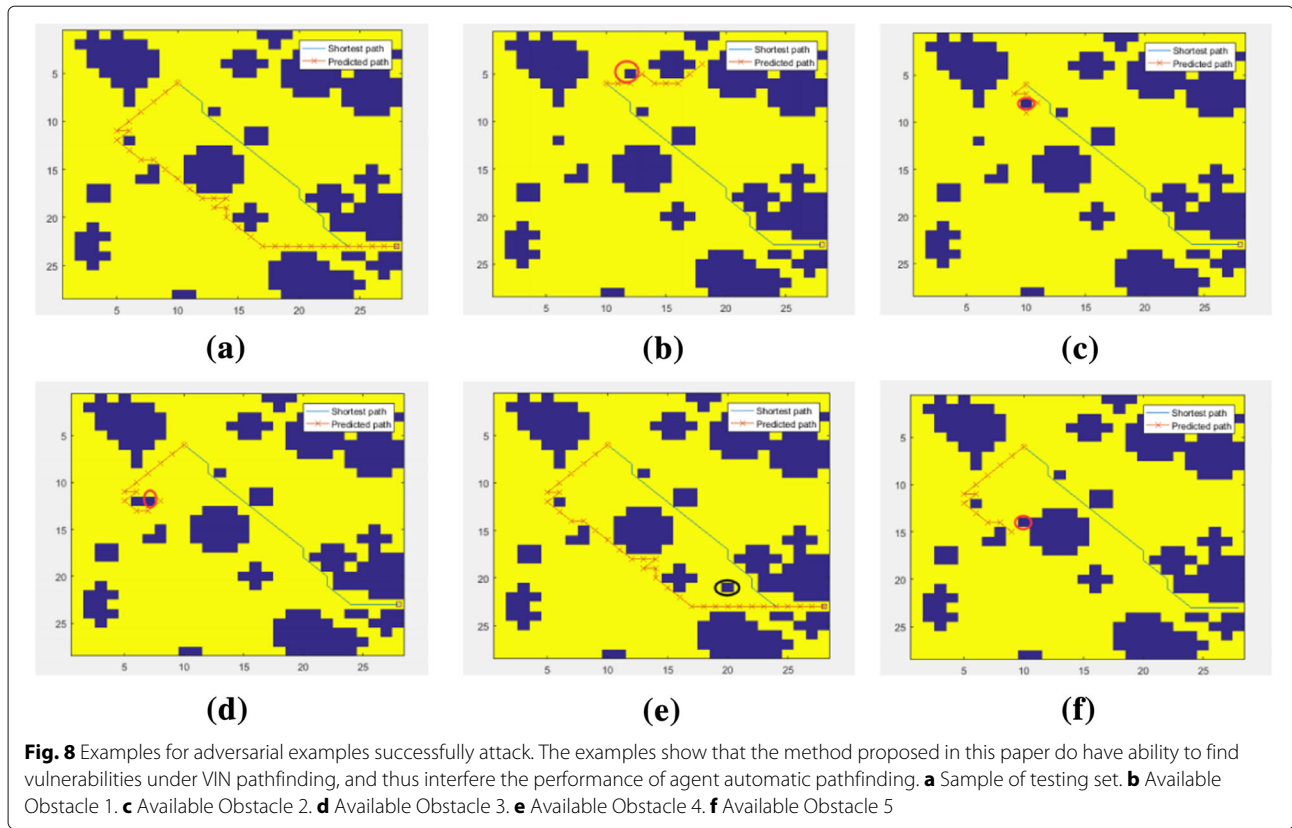 Shortest path
Predicted path
5
10
15
20
25
5
10
15
20
25
(a)
Shortest path
Predicted path
5
10
15
20
25
5
10
15
20
25
(b)
Shortest path
Predicted path
5
10
15
20
25
5
10
15
20
25
(c)
Shortest path
Predicted path
5
10
15
20
25
5
10
15
20
25
(d)
Shortest path
Predicted path
5
10
15
20
25
5
10
15
20
25
(e)
Shortest path
Predicted path
5
10
15
20
25
5
10
15
20
25
(f)
Fig. 8 Examples for adversarial examples successfully attack. The examples show that the method proposed in this paper do have ability to find
vulnerabilities under VIN pathfinding, and thus interfere the performance of agent automatic pathfinding. a Sample of testing set. b Available
Obstacle 1. c Available Obstacle 2. d Available Obstacle 3. e Available Obstacle 4. f Available Obstacle 5